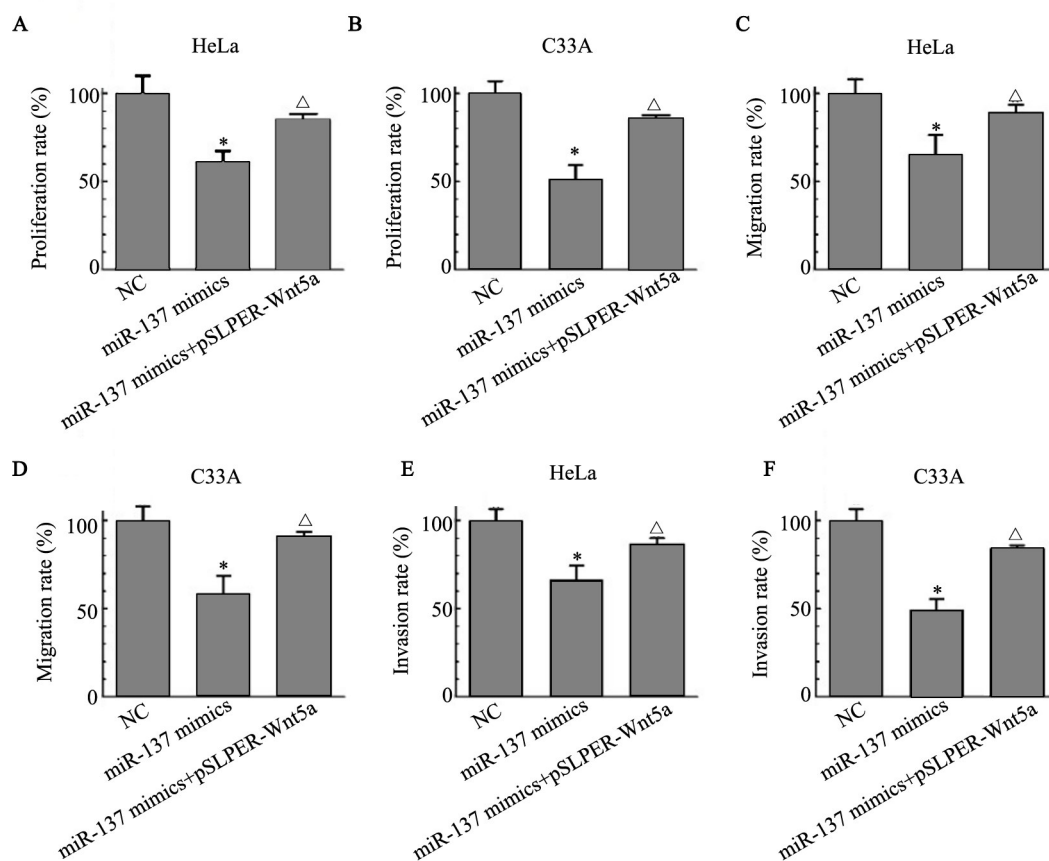 A
HeLa
Proliferation rate (%)
100
50
0
*
△
NC
miR-137 mimics
miR-137 mimics+pSLPER-Wnt5a
B
C33A
Proliferation rate (%)
100
50
0
*
△
NC
miR-137 mimics
miR-137 mimics+pSLPER-Wnt5a
C
HeLa
Migration rate (%)
100
50
0
*
△
NC
miR-137 mimics
miR-137 mimics+pSLPER-Wnt5a
D
C33A
Migration rate (%)
100
50
0
*
△
NC
miR-137 mimics
miR-137 mimics+pSLPER-Wnt5a
E
HeLa
Invasion rate (%)
100
50
0
*
△
NC
miR-137 mimics
miR-137 mimics+pSLPER-Wnt5a
F
C33A
Invasion rate (%)
100
50
0
*
△
NC
miR-137 mimics
miR-137 mimics+pSLPER-Wnt5a